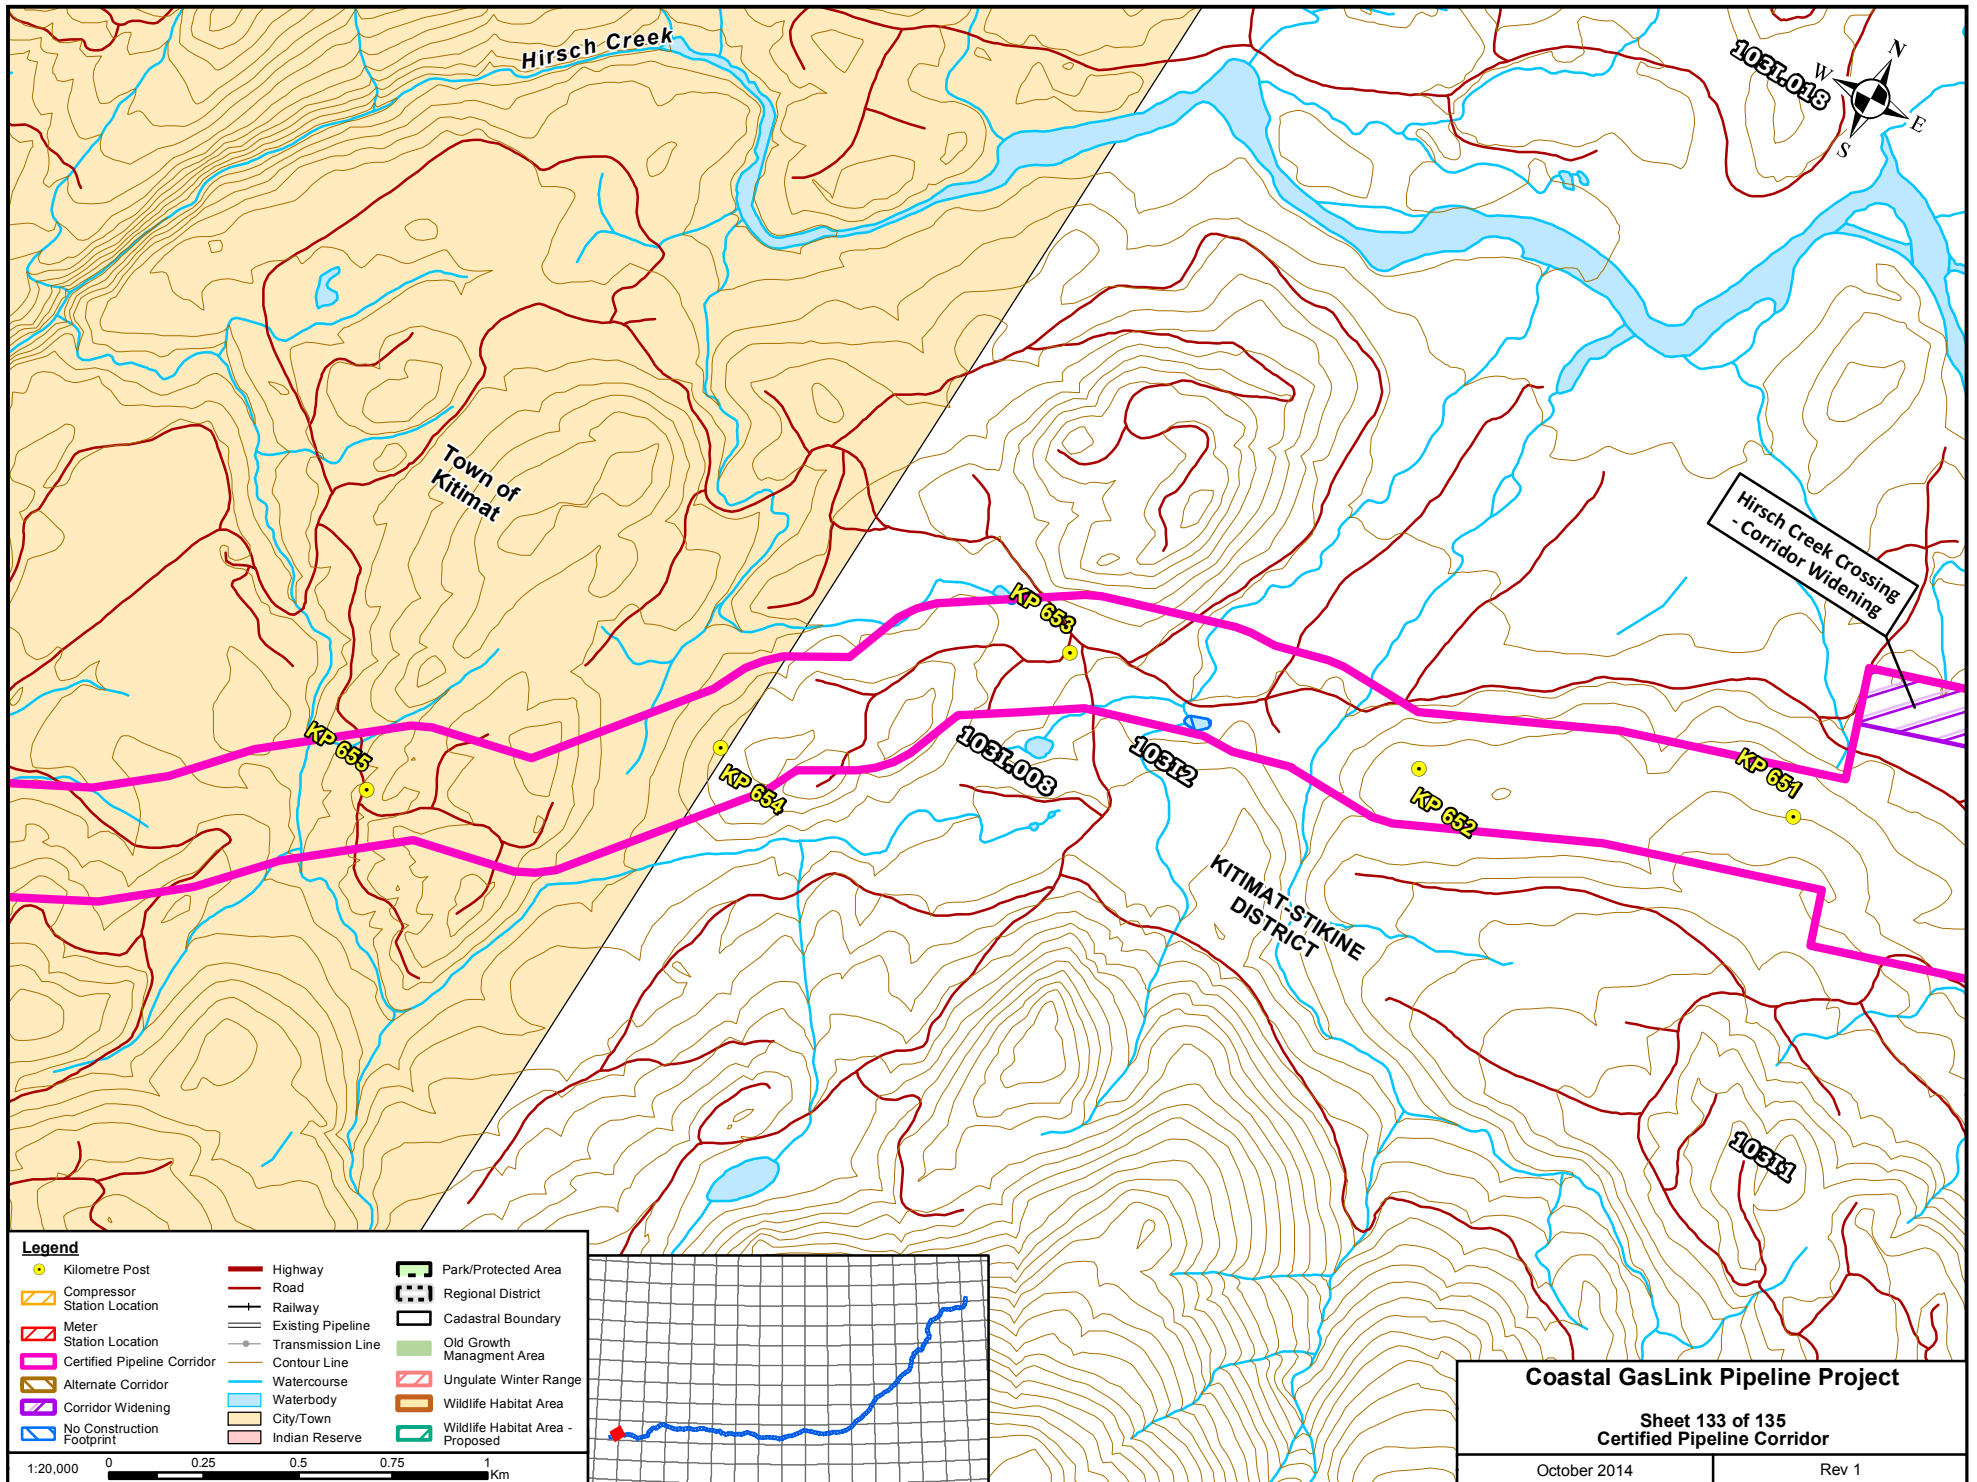 Hirsch Creek
103I.018
N
W
E
S
Town of
Kitimat
Hirsch Creek Crossing
- Corridor Widening
KP 653
KP 655
KP 654
103I.008
103I2
KP 651
KP 652
KITIMAT-STIKINE
DISTRICT
103I1
Legend
Kilometre Post
Compressor
Station Location
Meter
Station Location
Certified Pipeline Corridor
Alternate Corridor
Corridor Widening
No Construction
Footprint
Highway
Road
Railway
Existing Pipeline
Transmission Line
Contour Line
Watercourse
Waterbody
City/Town
Indian Reserve
Park/Protected Area
Regional District
Cadastral Boundary
Old Growth
Managment Area
Ungulate Winter Range
Wildlife Habitat Area
Wildlife Habitat Area -
Proposed
1:20,000
0 0.25 0.5 0.75 1
Km
Coastal GasLink Pipeline Project
Sheet 133 of 135
Certified Pipeline Corridor
October 2014
Rev 1